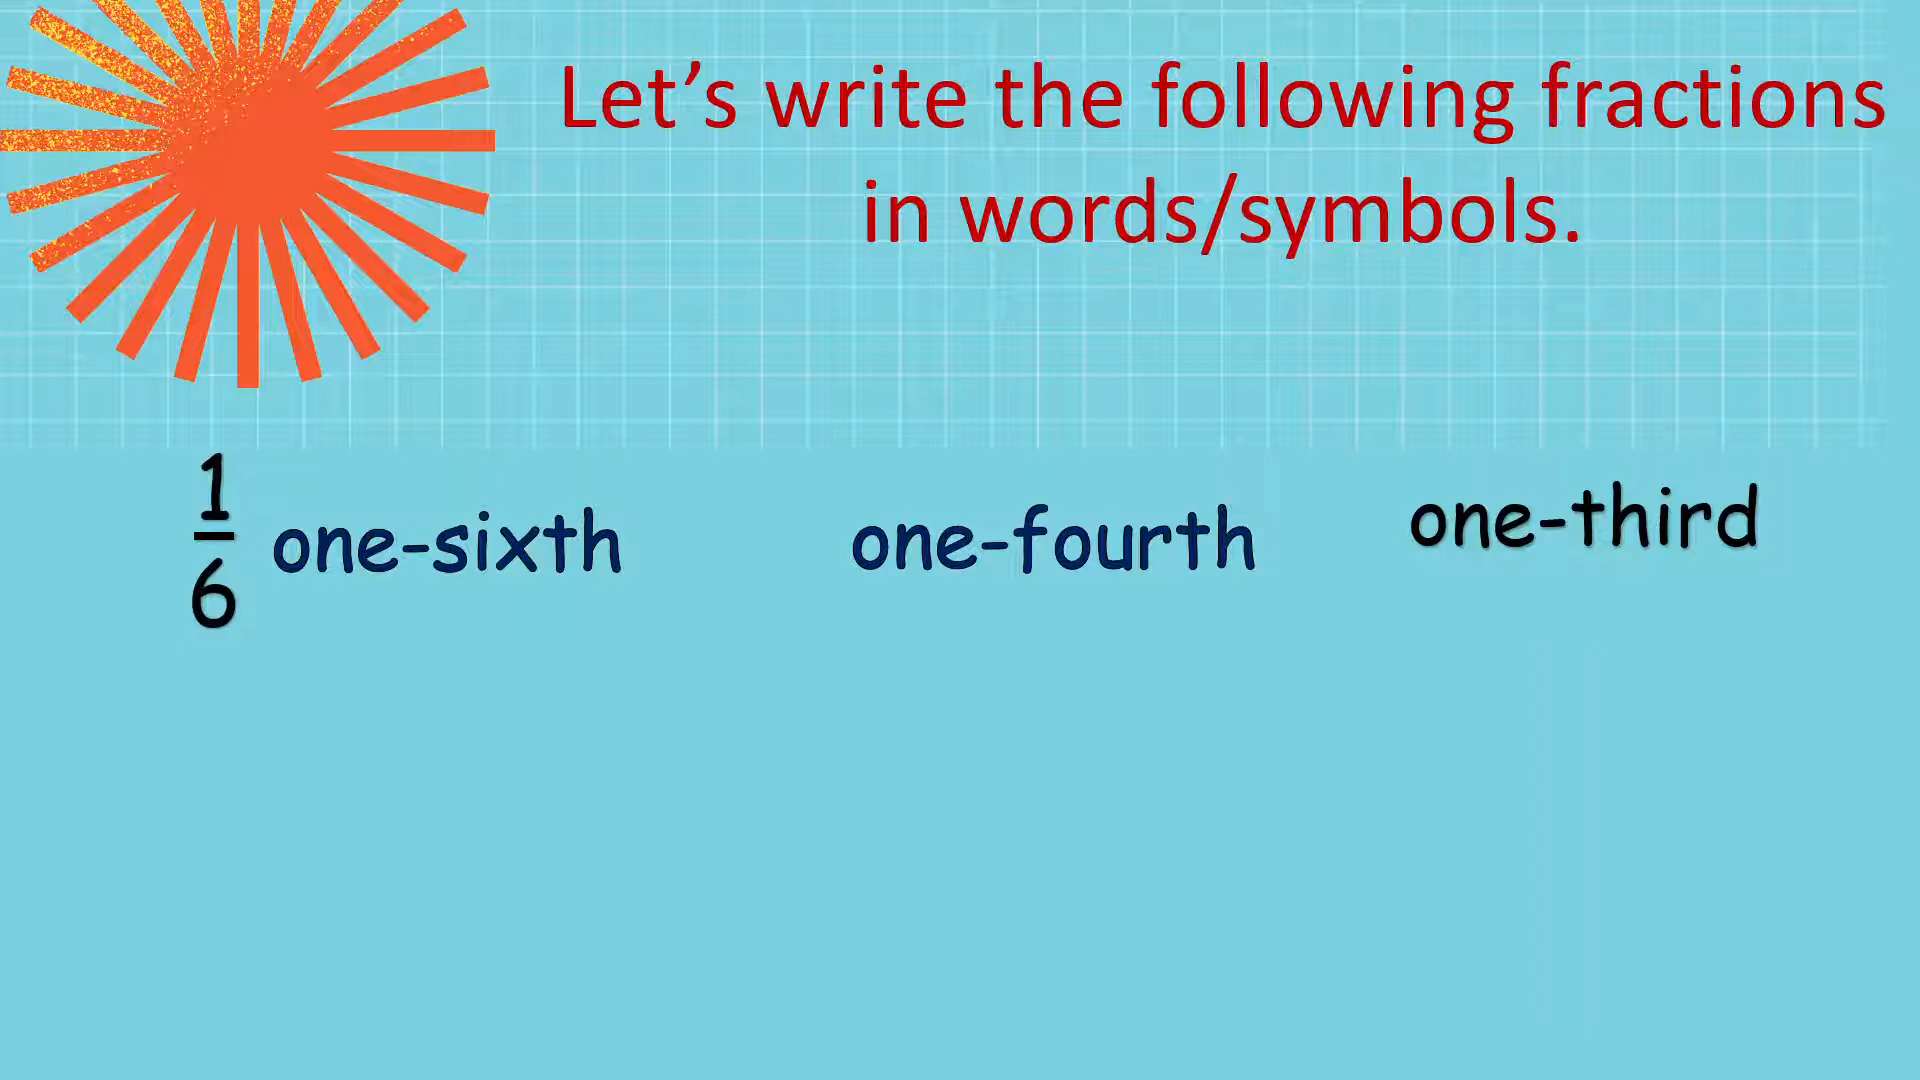 Let’s write the following fractions
in words/symbols.
1
6
one-sixth
one-fourth
one-third